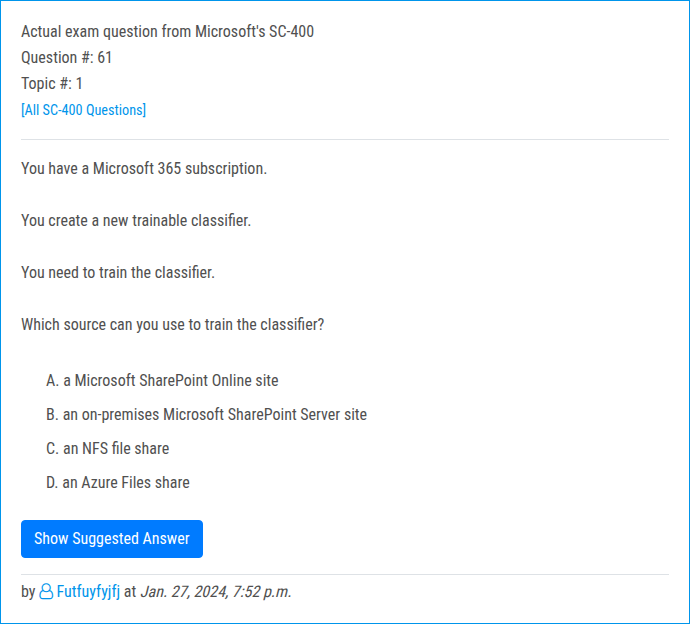 Actual exam question from Microsoft's SC-400
Question #: 61
Topic #: 1
[All SC-400 Questions]
You have a Microsoft 365 subscription.
You create a new trainable classifier.
You need to train the classifier.
Which source can you use to train the classifier?
A. a Microsoft SharePoint Online site
B. an on-premises Microsoft SharePoint Server site
C. an NFS file share
D. an Azure Files share
Show Suggested Answer
by Futfuyfyjfj at Jan. 27, 2024, 7:52 p.m.